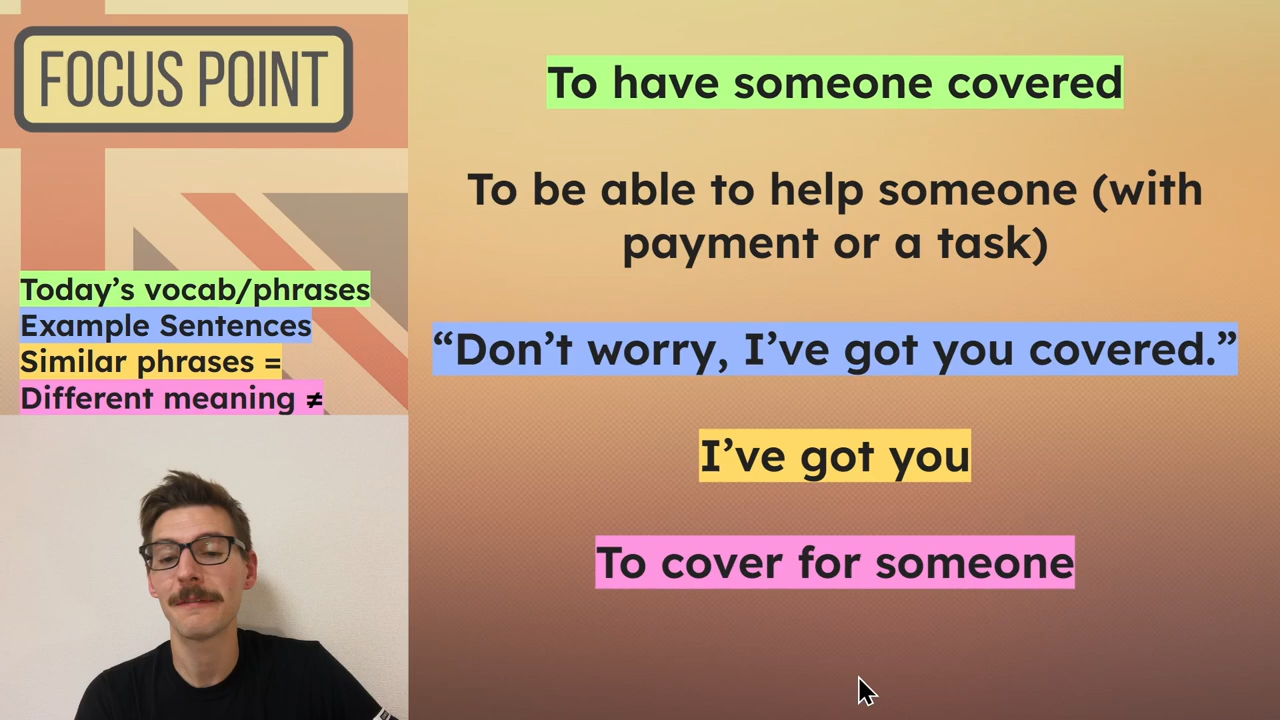 FOCUS POINT
Today’s vocab/phrases
Example Sentences
Similar phrases =
Different meaning ≠
To have someone covered
To be able to help someone (with
payment or a task)
“Don’t worry, I’ve got you covered.”
I’ve got you
To cover for someone